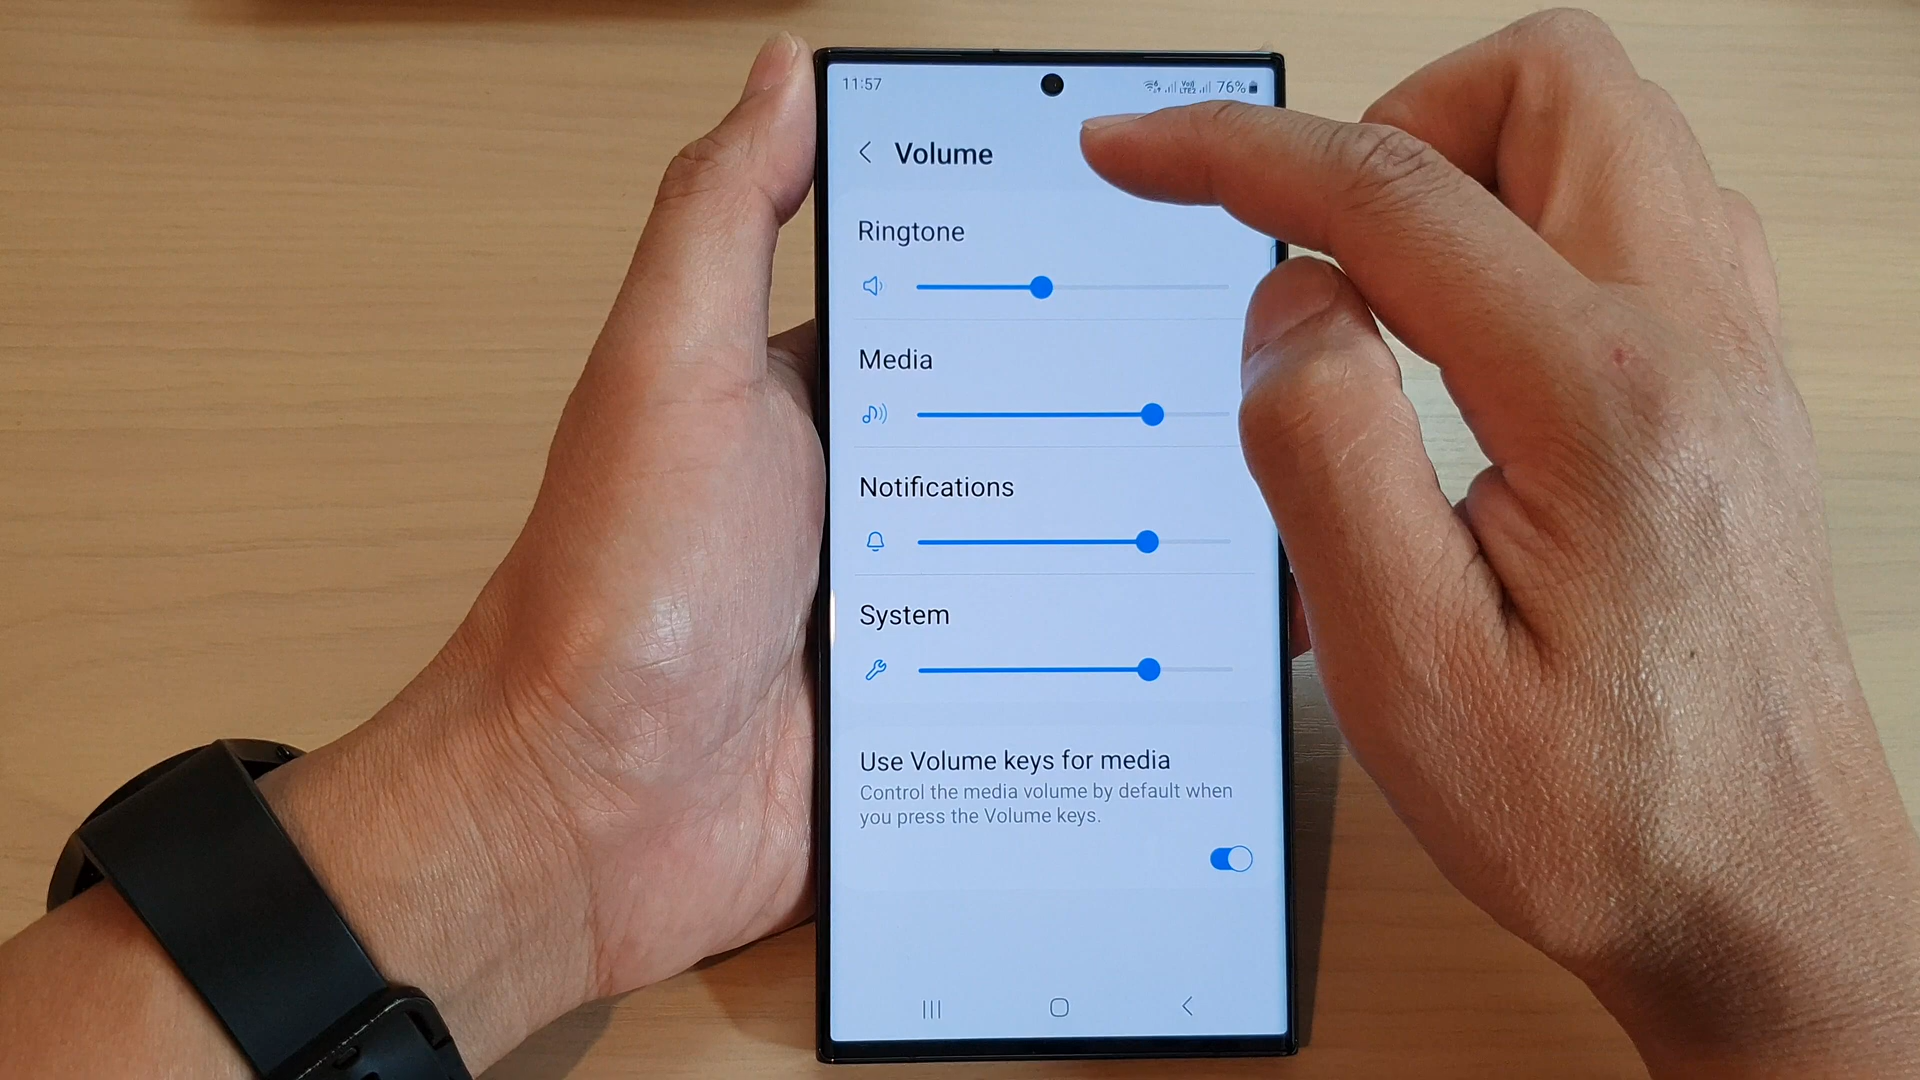 11:57
76%
Volume
Ringtone
Media
Notifications
System
Use Volume keys for media
Control the media volume by default when
you press the Volume keys.